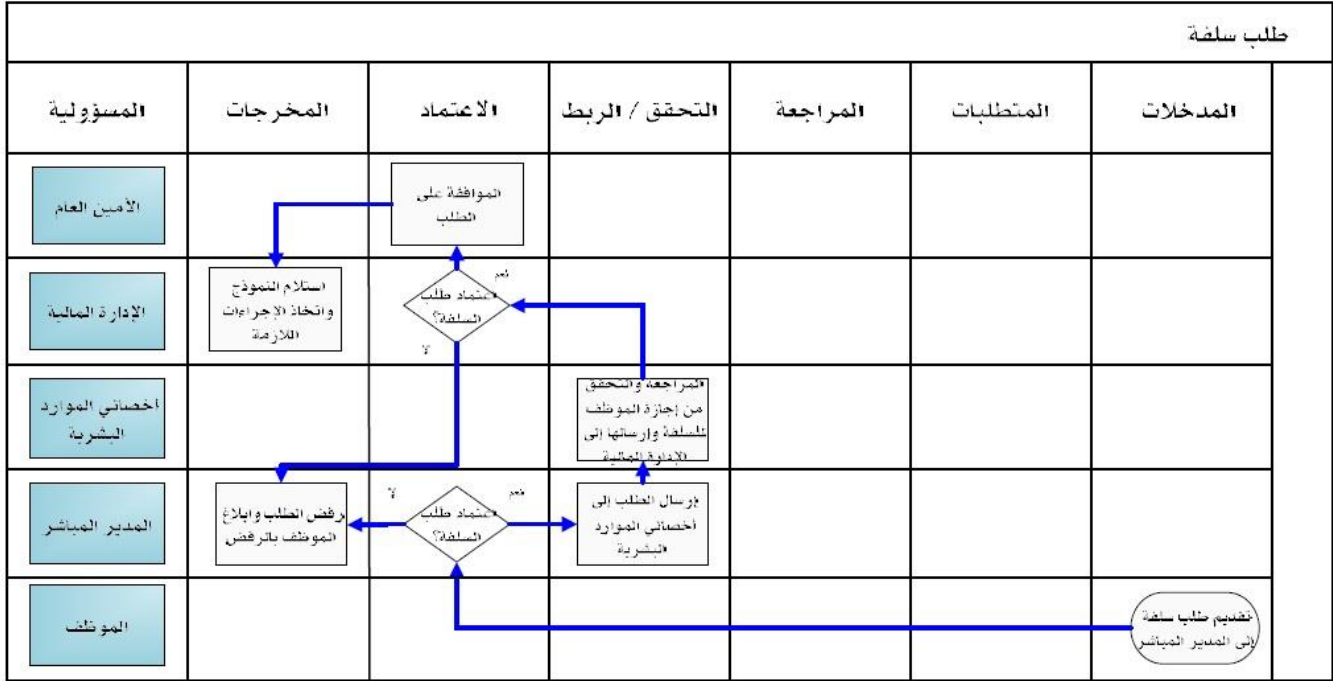 طلب سلفة
المدخلات
المتطلبات
المراجعة
التحقق / الربط
الاعتماد
المخرجات
المسؤولية
الموافقة على
الطلب
الأمين العام
نعم
اعتماد طلب
السلفة؟
لا
استلام النموذج
واتخاذ الإجراءات
اللازمة
الإدارة المالية
المراجعة والتحقق
من إجازة الموظف
للسلفة وإرسالها إلى
الإدارة المالية
أخصائي الموارد
البشرية
إرسال الطلب إلى
أخصائي الموارد
البشرية
نعم
اعتماد طلب
السلفة؟
لا
رفض الطلب وابلاغ
الموظف بالرفض
المدير المباشر
تقديم طلب سلفة
إلى المدير المباشر
الموظف